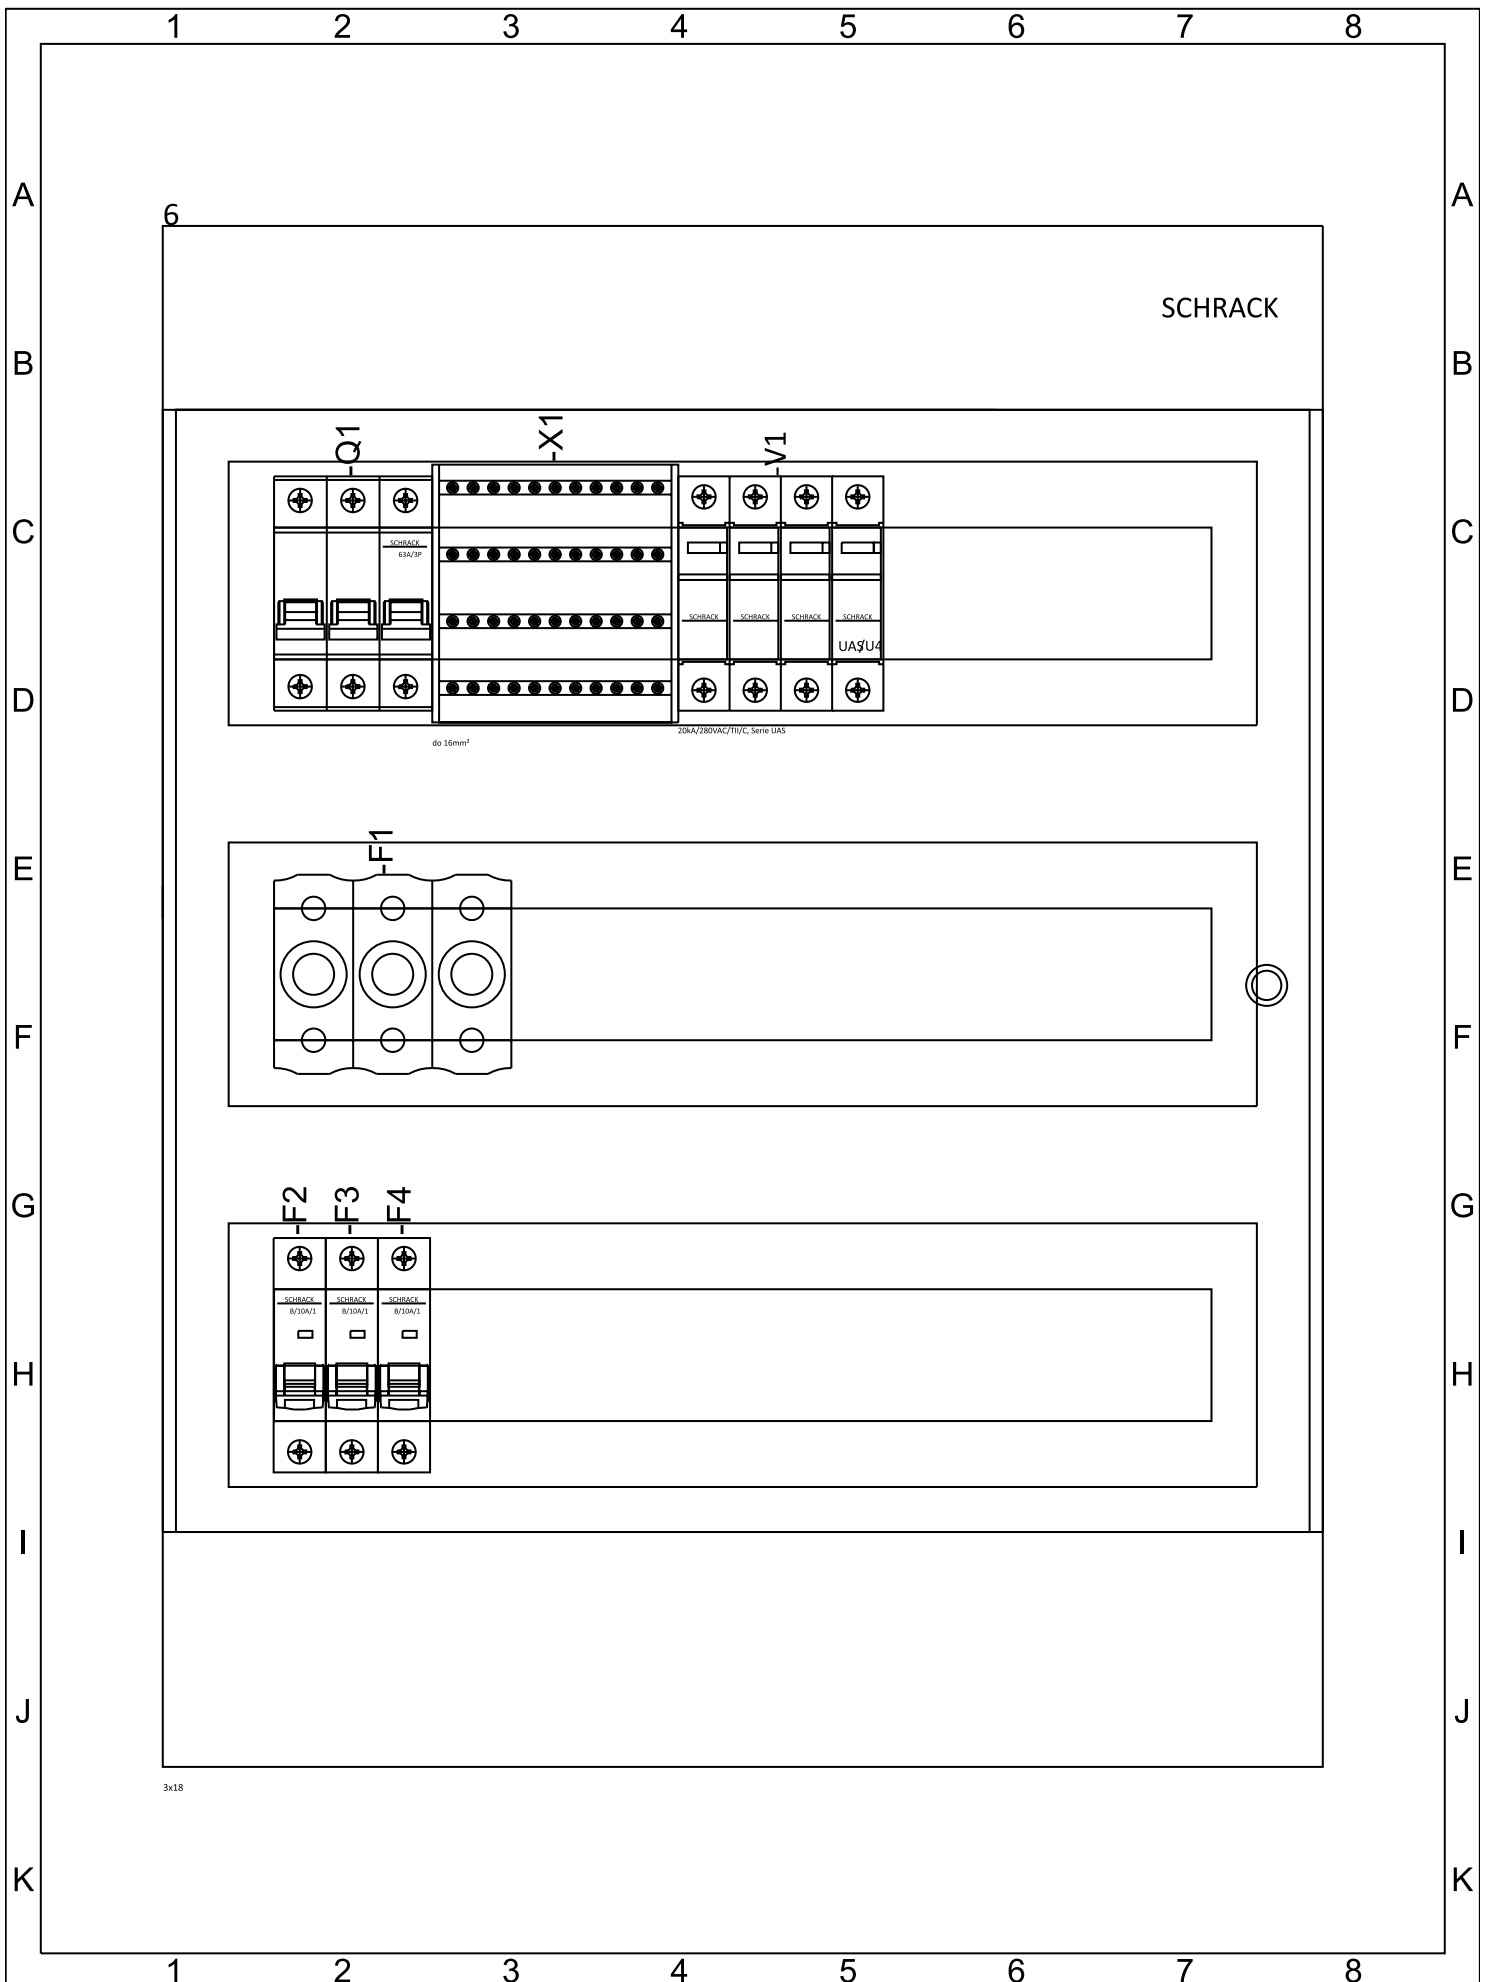 1 2 3 4 5 6 7 8
A A
6
SCHRACK
B B
-Q1 -X1 -V1
C C
SCHRACK
63A/3P
SCHRACK SCHRACK SCHRACK SCHRACK
UAS/U4
D D
20kA/280VAC/TII/C, Serie UAS
do 16mm²
-F1
E E
F F
-F2 -F3 -F4
G G
SCHRACK SCHRACK SCHRACK
B/10A/1 B/10A/1 B/10A/1
H H
I I
J J
3x18
K K
1 2 3 4 5 6 7 8